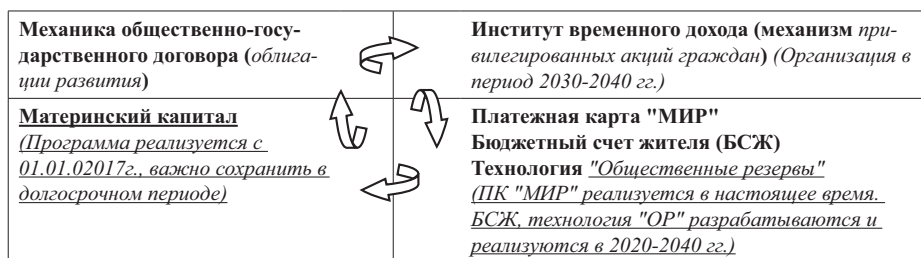 Механика общественно-госу-
дарственного договора (облига-
ции развития)
Институт временного дохода (механизм при-
вилегированных акций граждан) (Организация в
период 2030-2040 гг.)
Материнский капитал
(Программа реализуется с
01.01.02017г., важно сохранить в
долгосрочном периоде)
Платежная карта "МИР"
Бюджетный счет жителя (БСЖ)
Технология "Общественные резервы"
(ПК "МИР" реализуется в настоящее время.
БСЖ, технология "ОР" разрабатываются и
реализуются в 2020-2040 гг.)